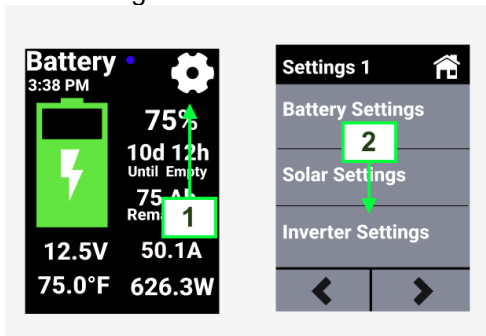 Battery
3:38 PM
75%
10d 12h
Until Empty
75 Ah
1
12.5V 50.1A
75.0°F 626.3W
Settings 1
Battery Settings
2
Solar Settings
Inverter Settings